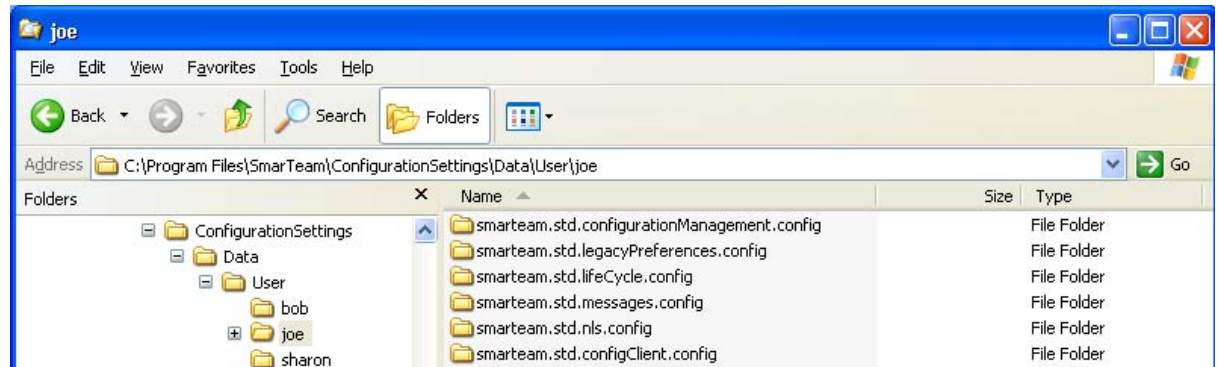 joe
File Edit View Favorites Tools Help
Back Search Folders
Address C:\Program Files\SmarTeam\ConfigurationSettings\Data\User\joe Go
Folders X Name Size Type
ConfigurationSettings
Data
User
bob
joe
sharon
smarteam.std.configurationManagement.config File Folder
smarteam.std.legacyPreferences.config File Folder
smarteam.std.lifeCycle.config File Folder
smarteam.std.messages.config File Folder
smarteam.std.nls.config File Folder
smarteam.std.configClient.config File Folder